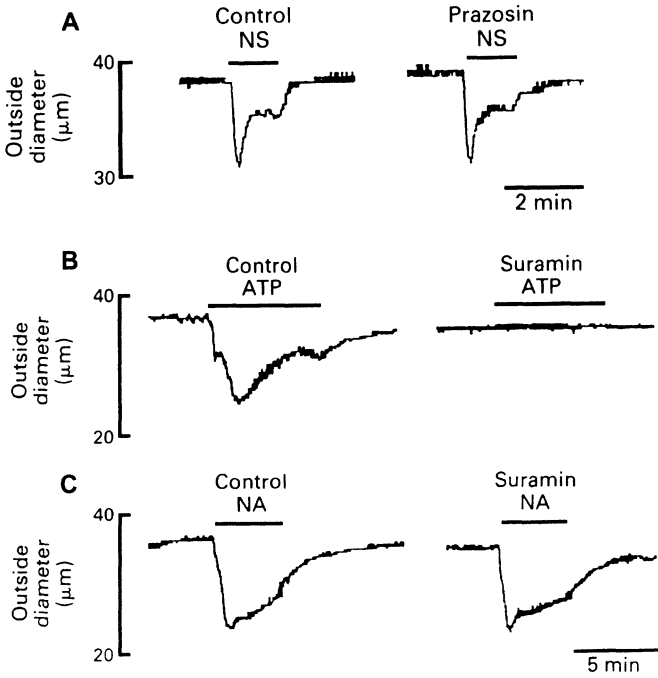 A
Control
NS
Prazosin
NS
40
30
Outside
diameter
(μm)
2 min
B
Control
ATP
Suramin
ATP
40
20
Outside
diameter
(μm)
C
Control
NA
Suramin
NA
40
20
Outside
diameter
(μm)
5 min